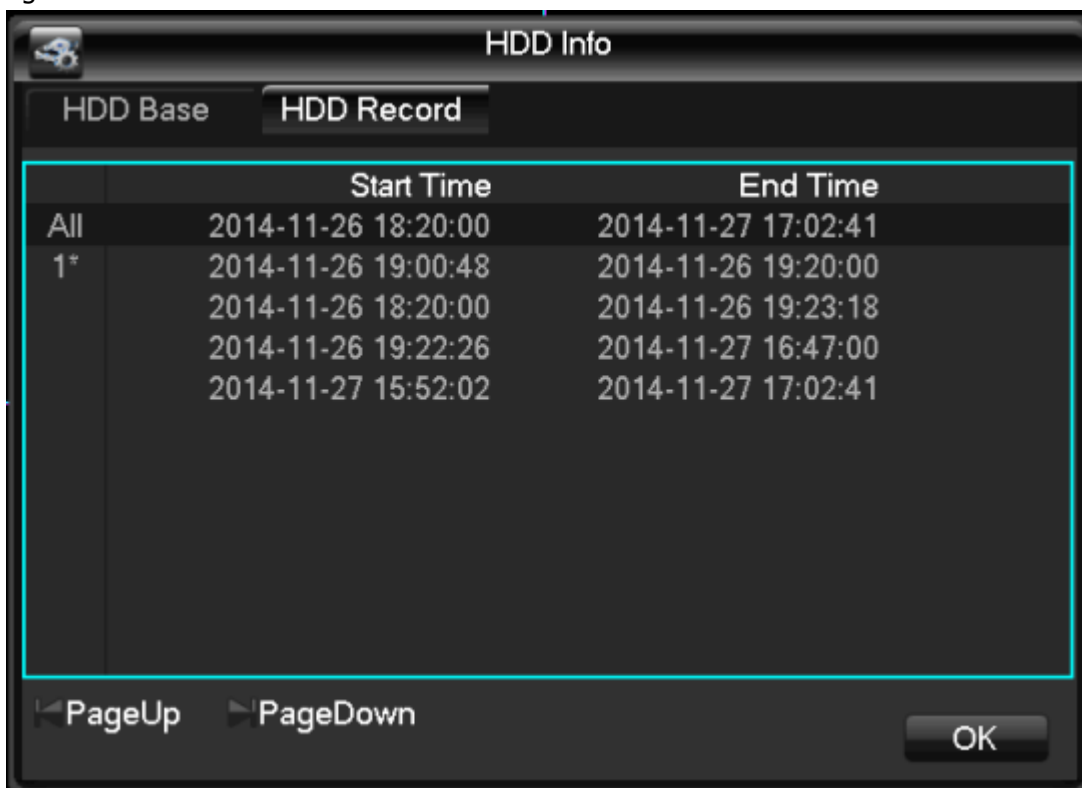 HDD Info
HDD Base HDD Record
Start Time End Time
All 2014-11-26 18:20:00 2014-11-27 17:02:41
1* 2014-11-26 19:00:48 2014-11-26 19:20:00
2014-11-26 18:20:00 2014-11-26 19:23:18
2014-11-26 19:22:26 2014-11-27 16:47:00
2014-11-27 15:52:02 2014-11-27 17:02:41
PageUp PageDown
OK